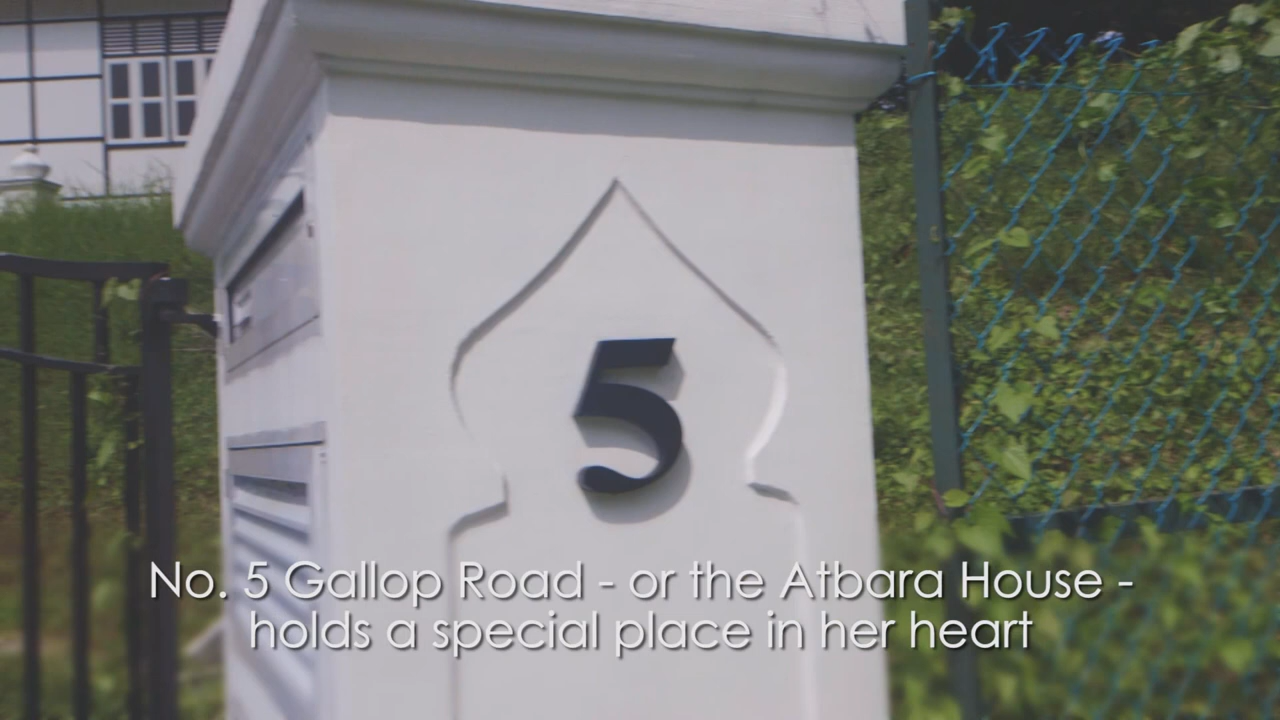 5
No. 5 Gallop Road - or the Atbara House -
holds a special place in her heart